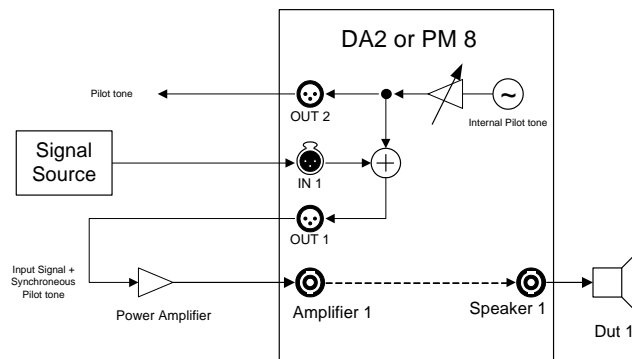 DA2 or PM 8
Pilot tone
OUT 2
Internal Pilot tone
Signal
Source
IN 1
OUT 1
Input Signal +
Synchroneous
Pilot tone
Power Amplifier
Amplifier 1
Speaker 1
Dut 1